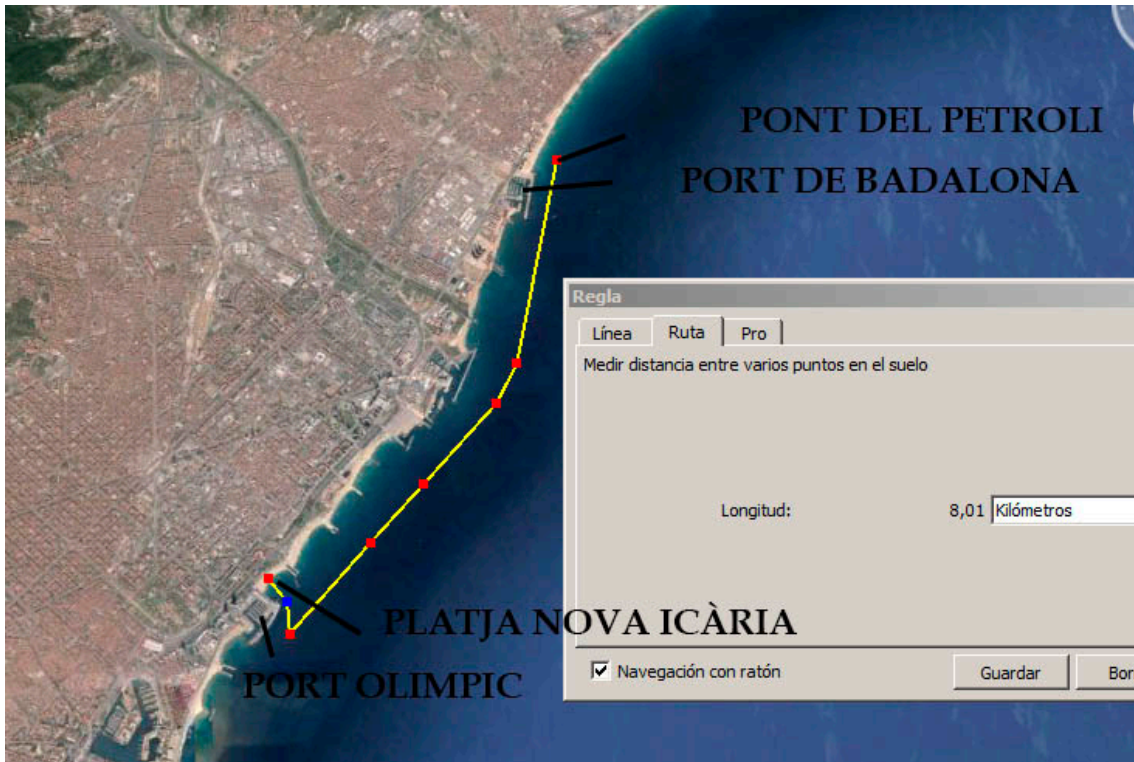 PONT DEL PETROLI
PORT DE BADALONA
Regla
Línea Ruta Pro
Medir distancia entre varios puntos en el suelo
Longitud: 8,01 Kilómetros
PLATJA NOVA ICÀRIA
Navegación con ratón Guardar Bor
PORT OLIMPIC